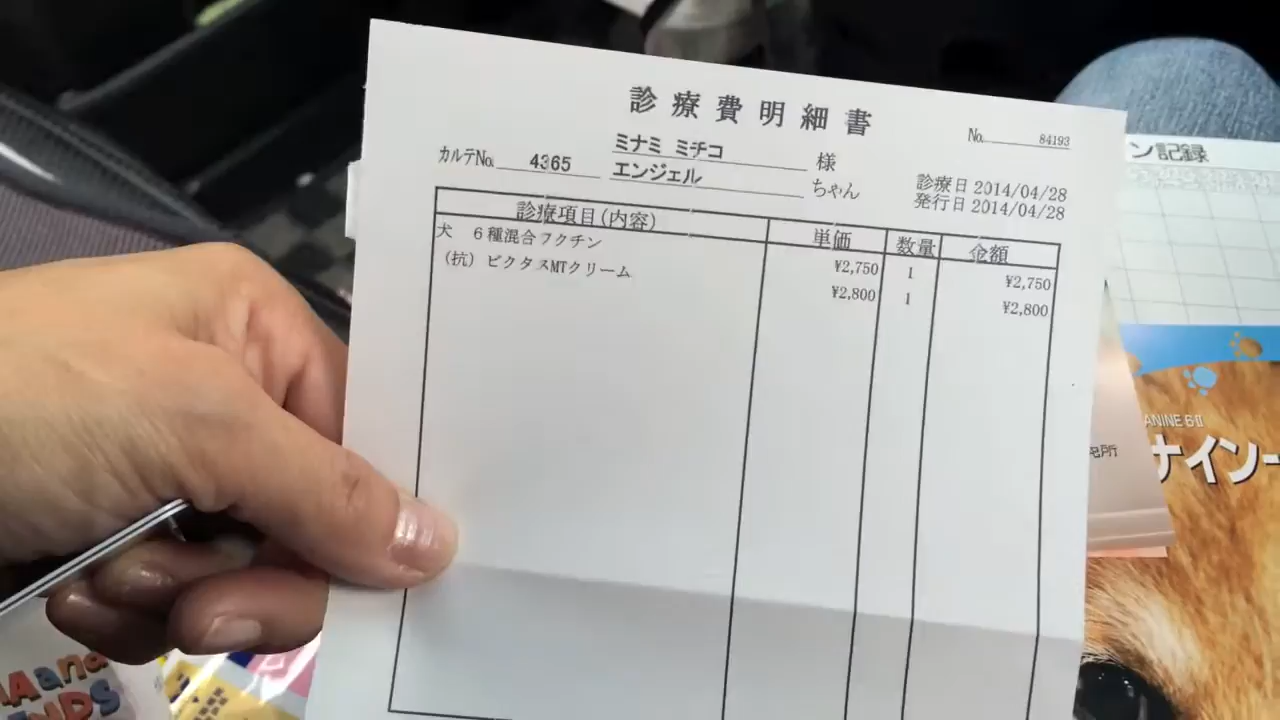 診療費明細書
No. 84193
カルテNo. 4365
ミナミ ミチコ 様
エンジェル ちゃん
診療日 2014/04/28
発行日 2014/04/28
診療項目(内容) 単価 数量 金額
犬 6種混合ワクチン ¥2,750 1 ¥2,750
(抗) ビクタスMTクリーム ¥2,800 1 ¥2,800
ン記録
ANINE 6Ⅱ
ナイン-
and